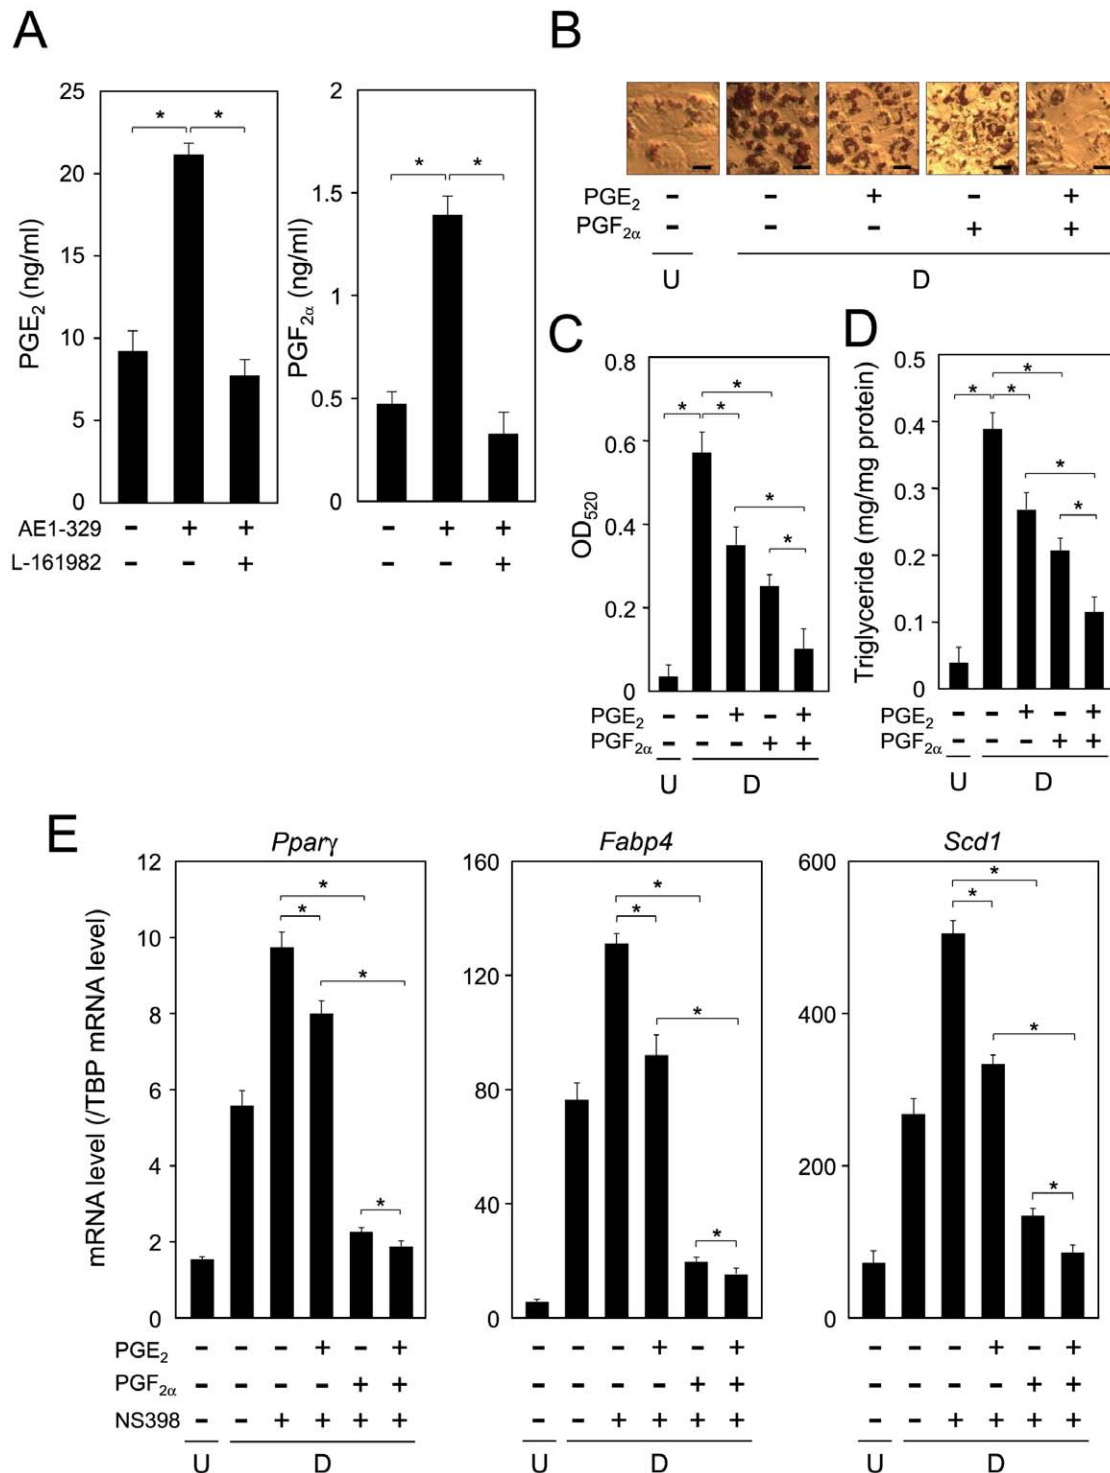 A
B
25
20
15
10
5
0
PGE2 (ng/ml)
* *
2
1.5
1
0.5
0
PGF2α (ng/ml)
* *
AE1-329 - + + - + +
L-161982 - - + - - +
PGE2 - - + - +
PGF2α - - - + +
U D
C
0.8
0.6
0.4
0.2
0
OD520
*
* *
*
*
PGE2 - - + - +
PGF2α - - - + +
U D
D
0.5
0.4
0.3
0.2
0.1
0
Triglyceride (mg/mg protein)
*
* *
*
*
PGE2 - - + - +
PGF2α - - - + +
U D
E
mRNA level (/TBP mRNA level)
Pparγ
12
10
8
6
4
2
0
*
*
*
*
Fabp4
160
120
80
40
0
*
*
*
*
Scd1
600
400
200
0
*
*
*
*
PGE2 - - - + - + - - - + - + - - - + - +
PGF2α - - - - + + - - - - + + - - - - + +
NS398 - - + + + + - - + + + + - - + + + +
U D U D U D